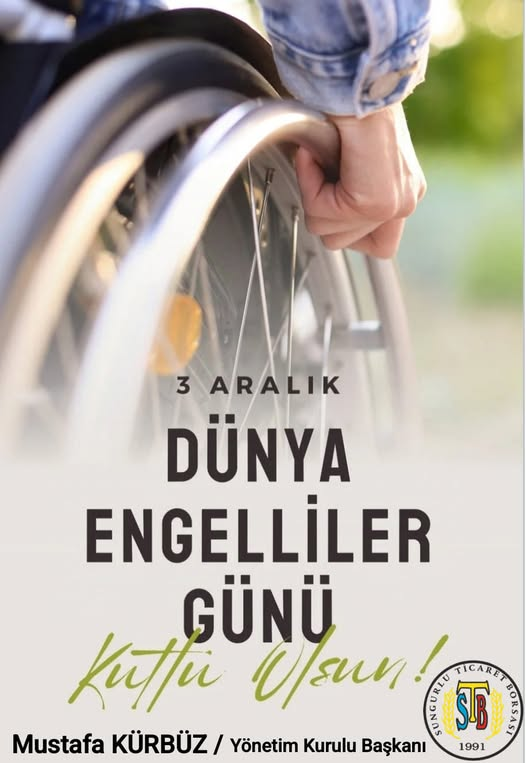 3 ARALIK
DÜNYA
ENGELLİLER
GÜNÜ
Kutlu Olsun!
SUNGURLU TİCARET BORSASI
STB
1991
Mustafa KÜRBÜZ / Yönetim Kurulu Başkanı